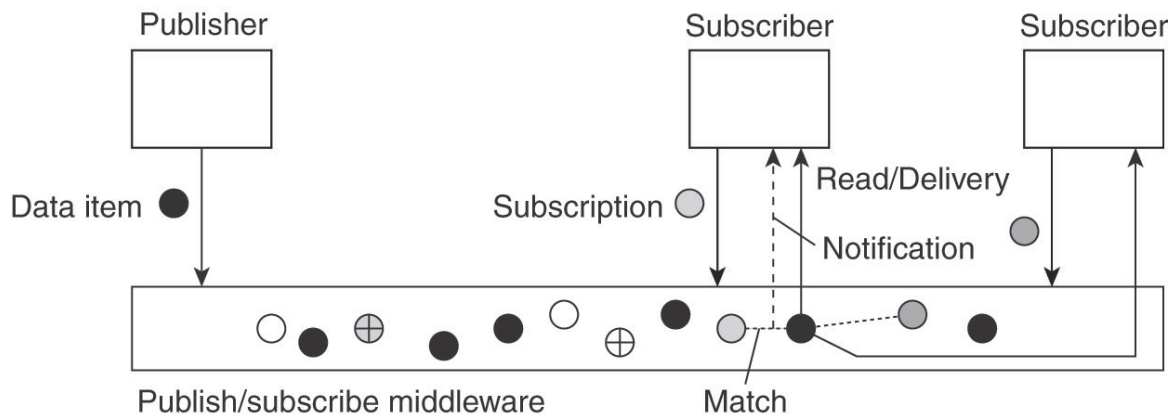 Publisher
Subscriber
Subscriber
Data item
Subscription
Read/Delivery
Notification
Publish/subscribe middleware
Match